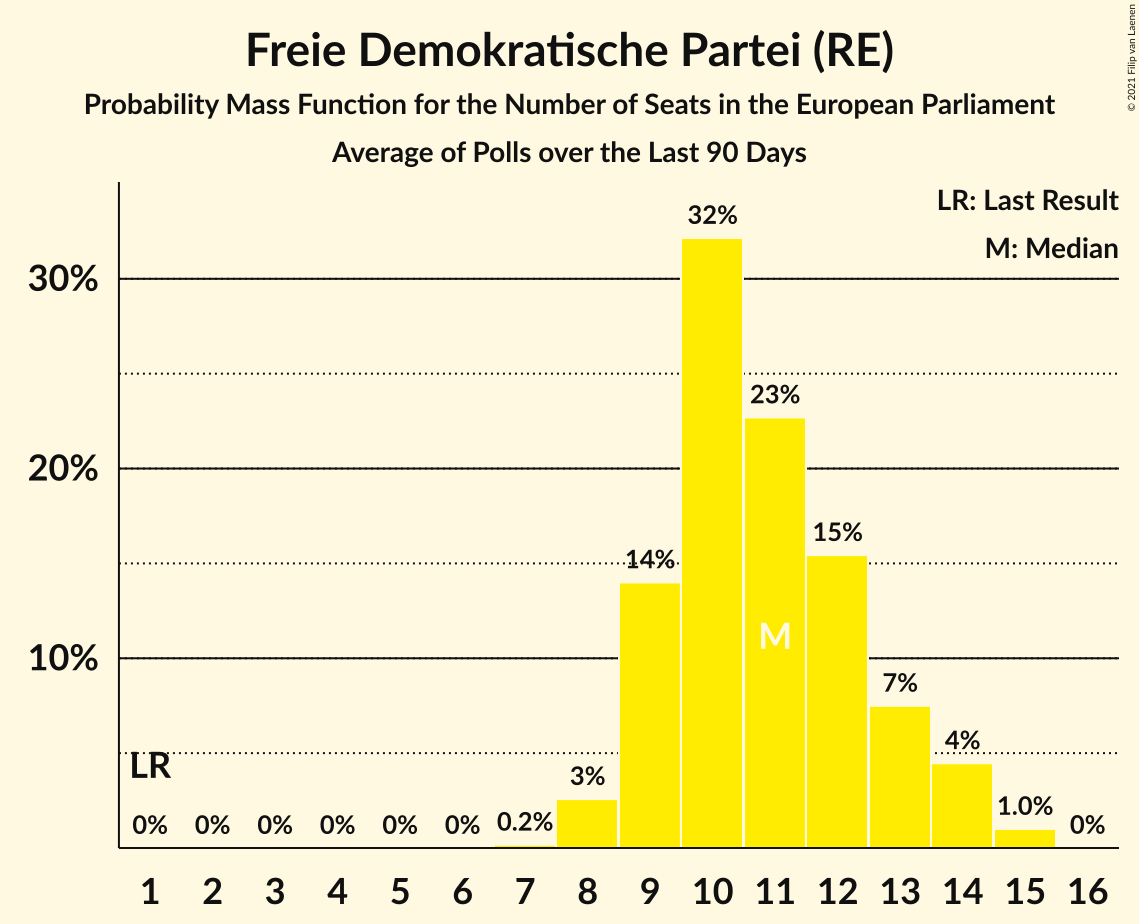 Freie Demokratische Partei (RE)
Probability Mass Function for the Number of Seats in the European Parliament
Average of Polls over the Last 90 Days
© 2021 Filip van Laenen
LR: Last Result
M: Median
30%
20%
10%
32%
23%
15%
14%
M
7%
4%
LR
3%
1.0%
0% 0% 0% 0% 0% 0% 0.2% 0%
1 2 3 4 5 6 7 8 9 10 11 12 13 14 15 16